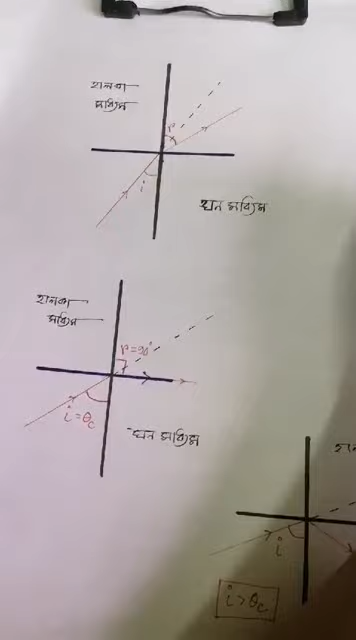 হালকা
মাধ্যম
r
i
ঘন মাধ্যম
হালকা
মাধ্যম
r = 90°
i = θc
ঘন মাধ্যম
i
i > θc